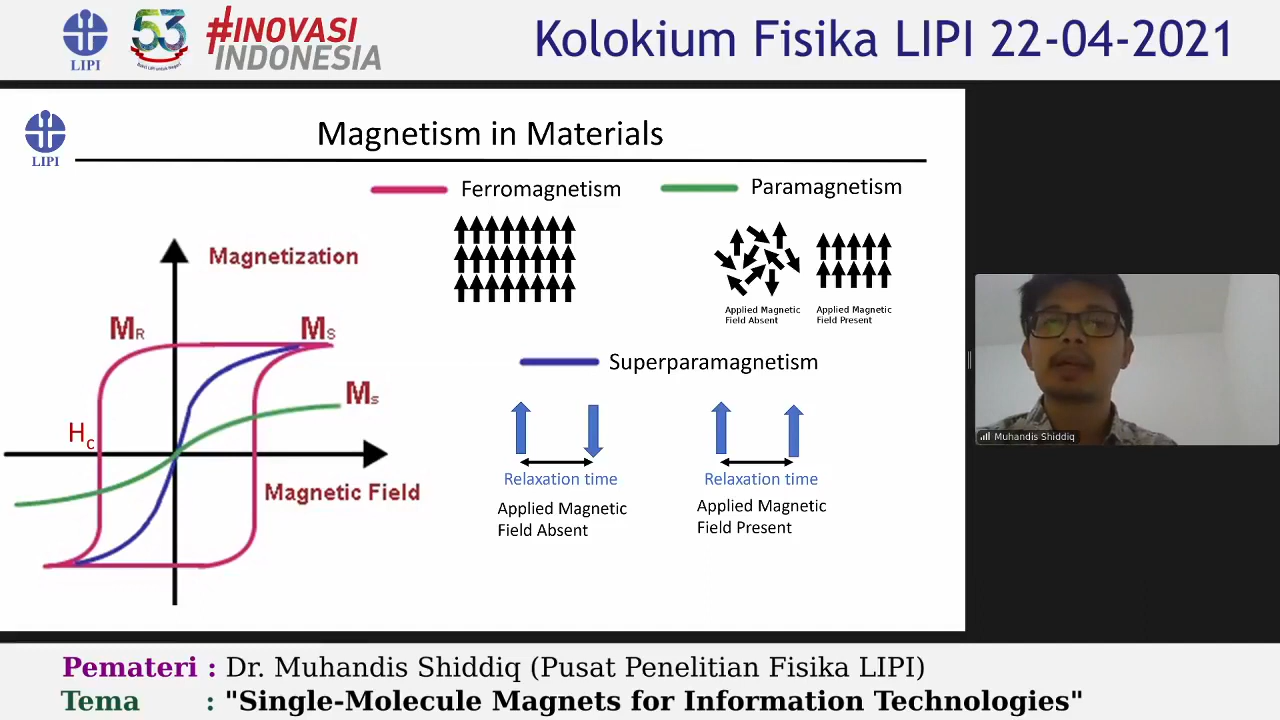 LIPI
53
#INOVASI
INDONESIA
Kolokium Fisika LIPI 22-04-2021
LIPI
Magnetism in Materials
Ferromagnetism
Paramagnetism
Applied Magnetic
Field Absent
Applied Magnetic
Field Present
Magnetization
MR
Ms
Ms
Hc
Magnetic Field
Superparamagnetism
Relaxation time
Applied Magnetic
Field Absent
Relaxation time
Applied Magnetic
Field Present
Muhandis Shiddiq
Pemateri : Dr. Muhandis Shiddiq (Pusat Penelitian Fisika LIPI)
Tema : "Single-Molecule Magnets for Information Technologies"